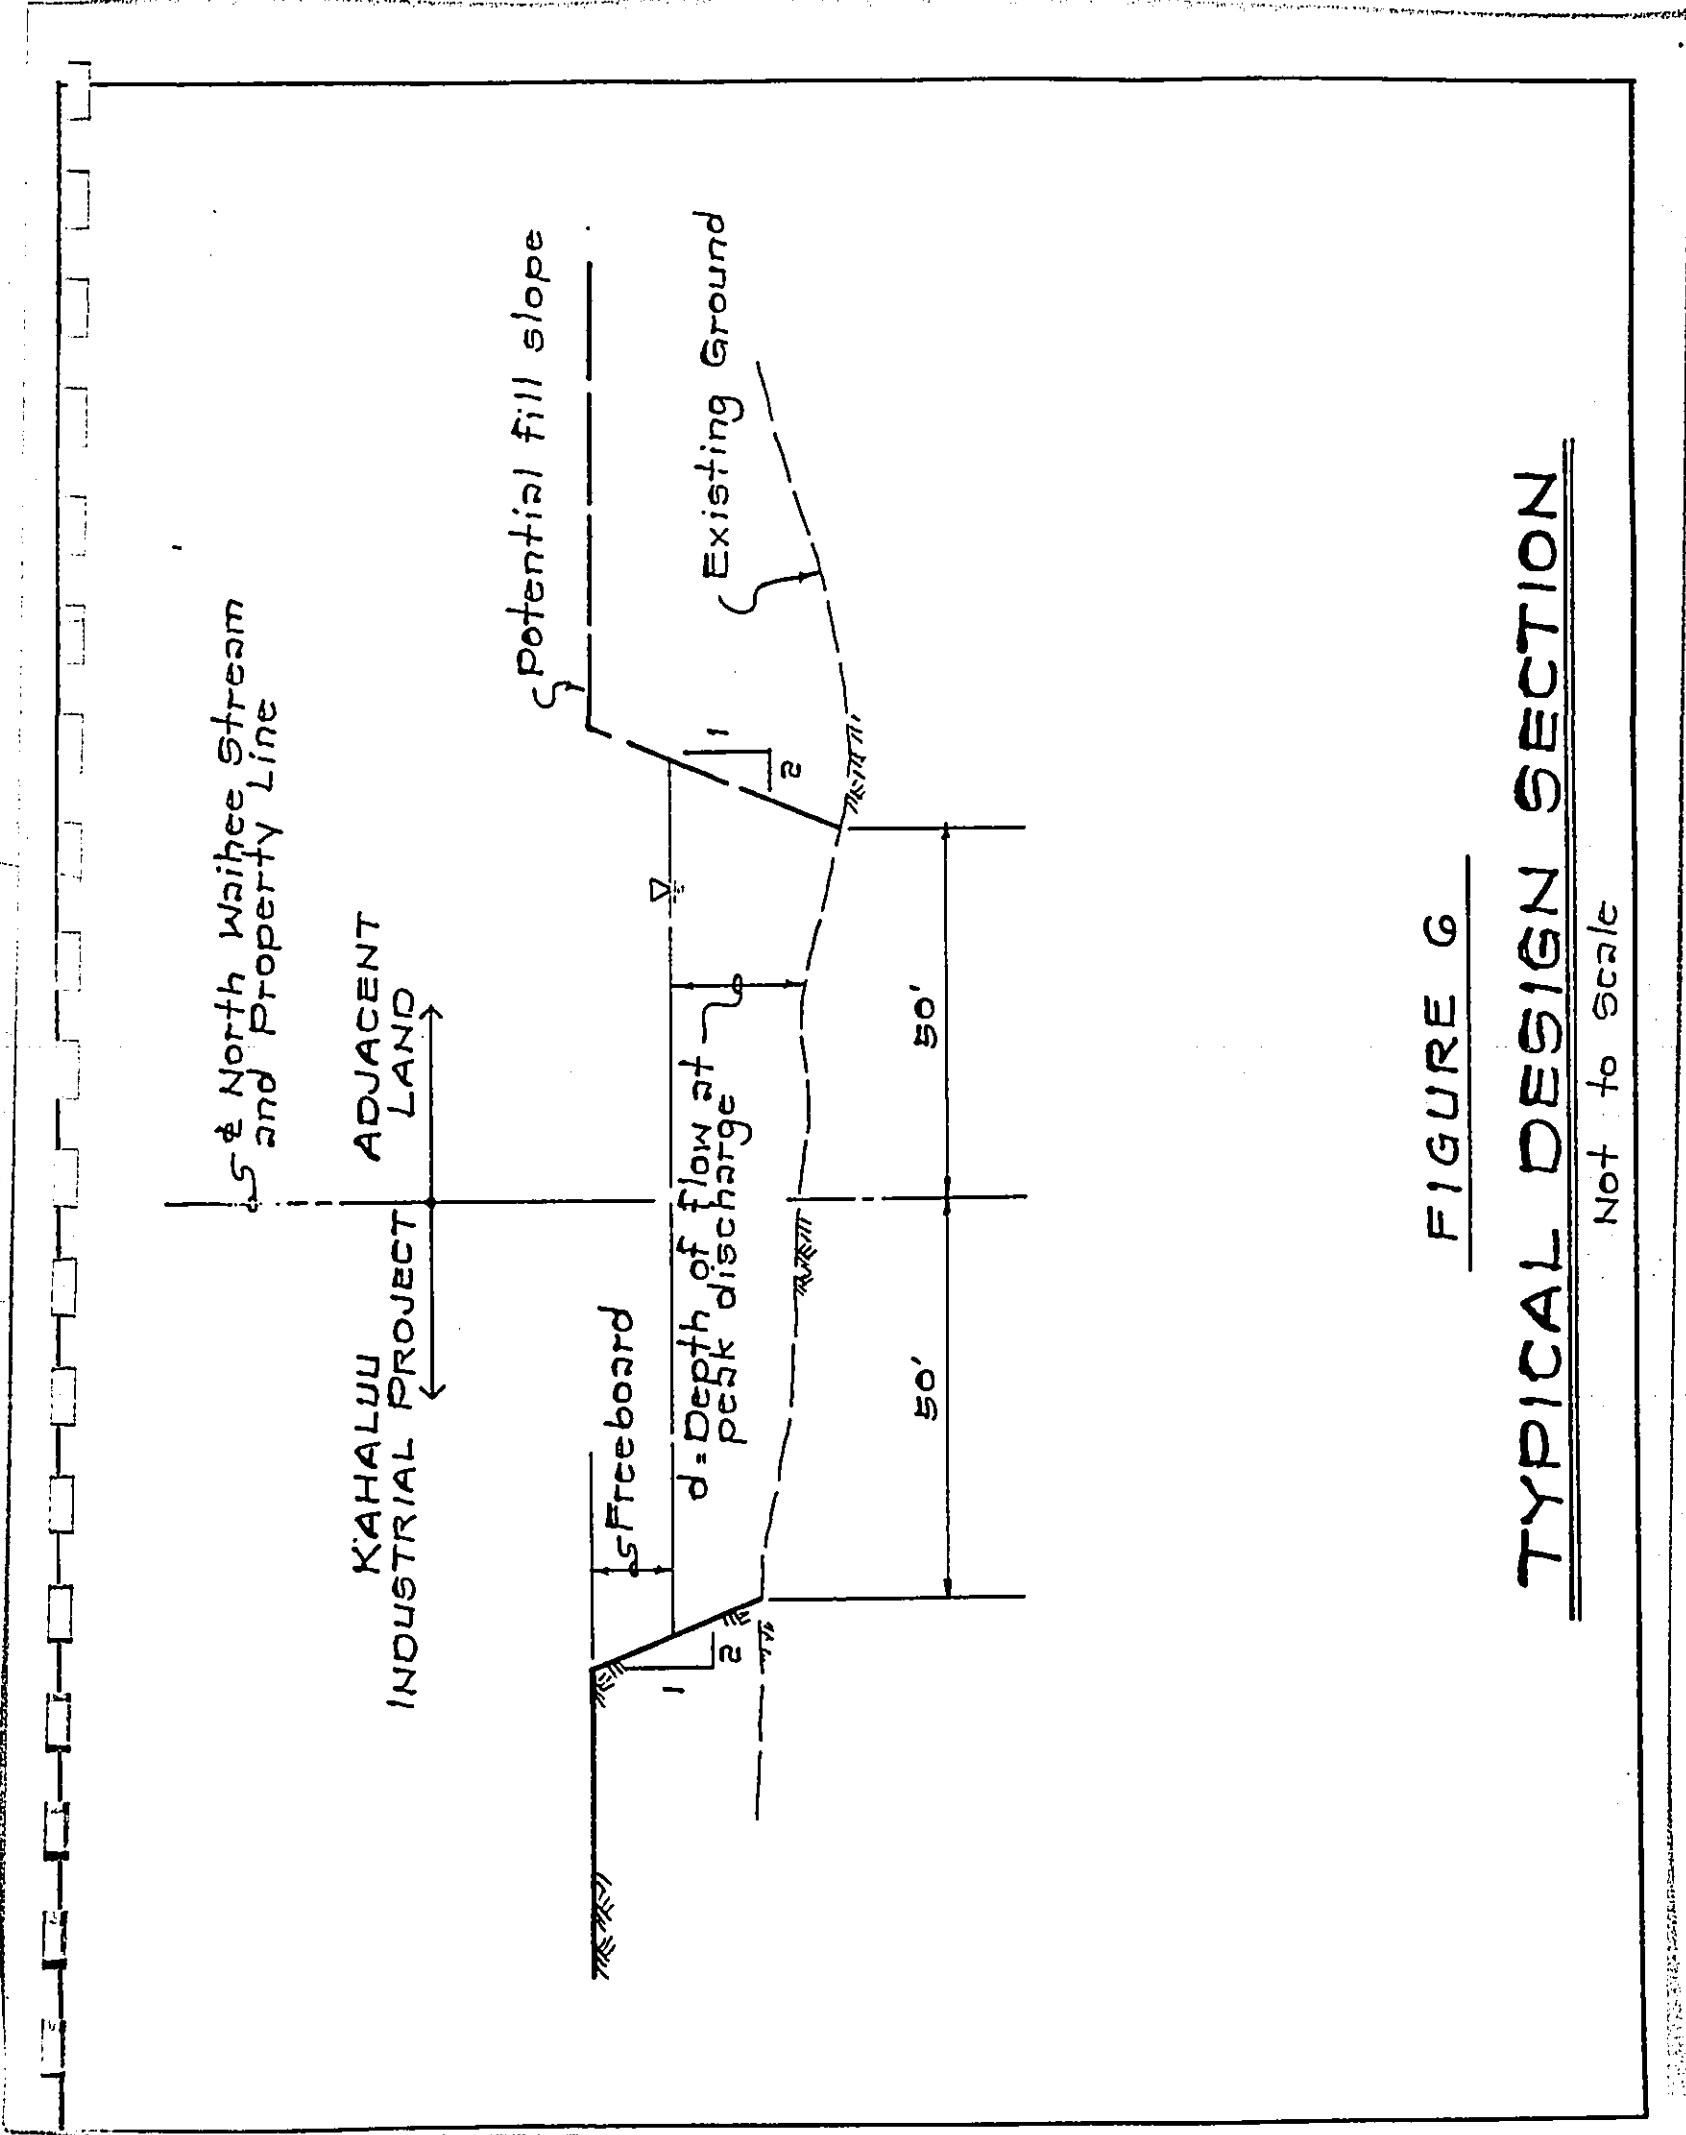 ℄ North Waihee Stream
and Property Line
KAHALUU
INDUSTRIAL PROJECT
ADJACENT
LAND
Potential fill slope
Freeboard
1
2
1
2
d = Depth of flow at
peak discharge
Existing Ground
50'
50'
FIGURE G
TYPICAL DESIGN SECTION
Not to scale